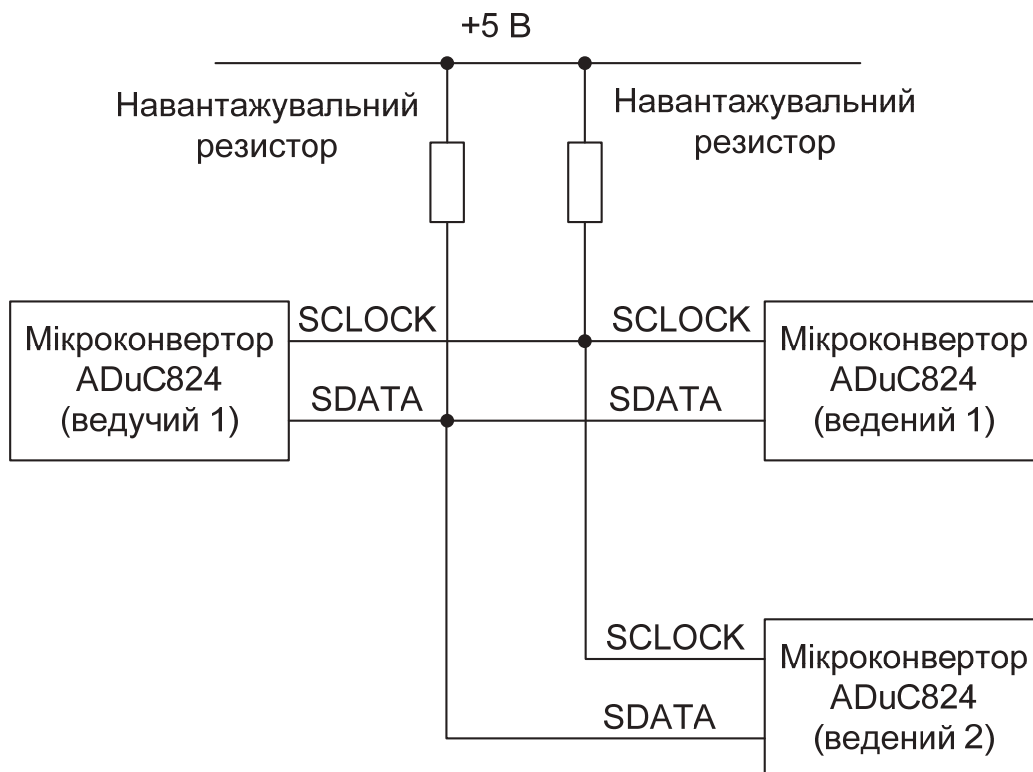 +5 В
Навантажувальний
резистор
Навантажувальний
резистор
Мікроконвертор
ADuC824
(ведучий 1)
SCLOCK
SDATA
SCLOCK
SDATA
Мікроконвертор
ADuC824
(ведений 1)
SCLOCK
SDATA
Мікроконвертор
ADuC824
(ведений 2)